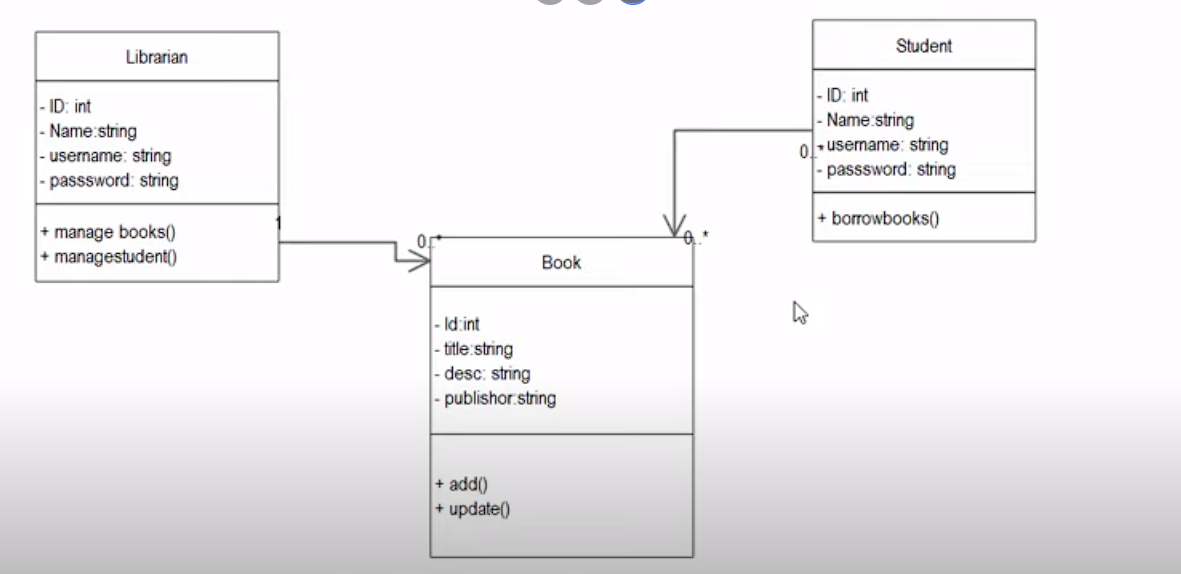 Librarian
- ID: int
- Name:string
- username: string
- passsword: string
+ manage books()
+ managestudent()
1
0..*
Student
- ID: int
- Name:string
- username: string
- passsword: string
+ borrowbooks()
0..*
0..*
Book
- Id:int
- title:string
- desc: string
- publishor:string
+ add()
+ update()